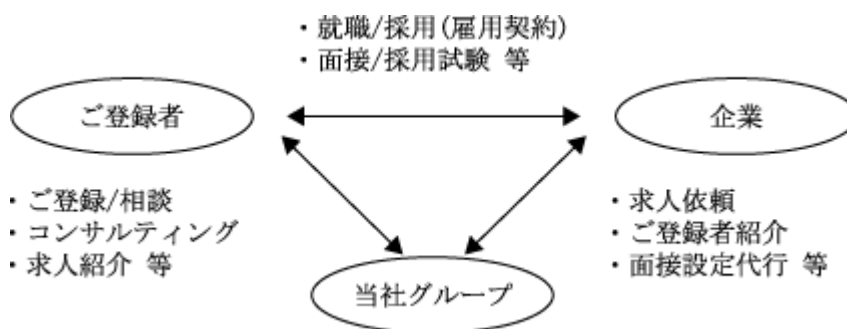 ・就職/採用(雇用契約)
・面接/採用試験 等
ご登録者
企業
・ご登録/相談
・コンサルティング
・求人紹介 等
・求人依頼
・ご登録者紹介
・面接設定代行 等
当社グループ